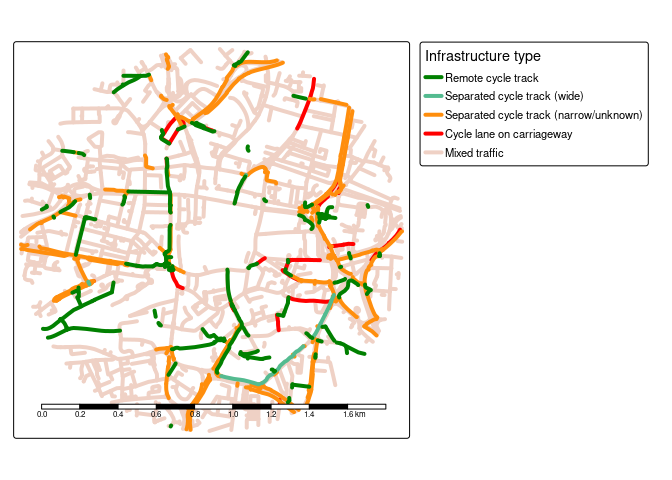 Infrastructure type
Remote cycle track
Separated cycle track (wide)
Separated cycle track (narrow/unknown)
Cycle lane on carriageway
Mixed traffic
0.0 0.2 0.4 0.6 0.8 1.0 1.2 1.4 1.6 km